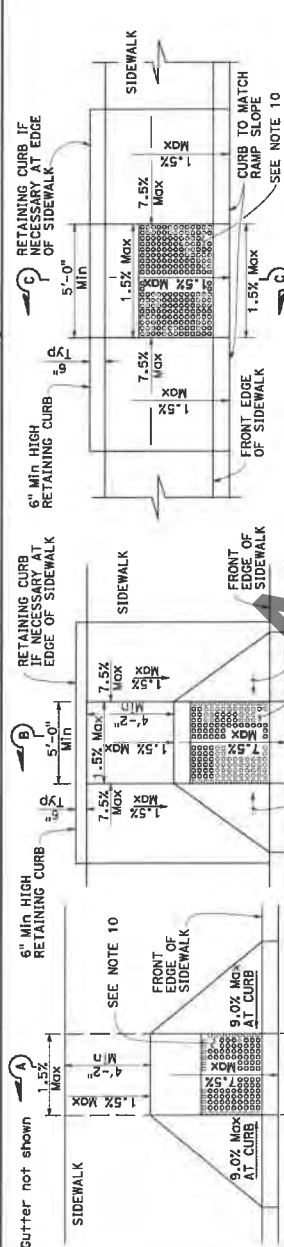 Gutter not shown
A
1.5%
Max
SIDEWALK
1.5% Max
4'-2"
Min
SEE NOTE 10
FRONT
EDGE OF
SIDEWALK
7.5%
Max
9.0% Max
AT CURB
9.0% Max
AT CURB
6" Min HIGH
RETAINING CURB
6"
Typ
B
5'-0"
Min
RETAINING CURB
IF NECESSARY AT
EDGE OF SIDEWALK
SIDEWALK
7.5%
Max
1.5%
Max
1.5% Max
7.5%
Max
1.5%
Max
1.5% Max
4'-2"
Min
7.5%
Max
FRONT
EDGE OF
SIDEWALK
6" Min HIGH
RETAINING CURB
6"
Typ
C
5'-0"
Min
RETAINING CURB IF
NECESSARY AT EDGE
OF SIDEWALK
SIDEWALK
7.5%
Max
1.5%
Max
1.5% Max
1.5% Max
7.5%
Max
1.5%
Max
FRONT EDGE
OF SIDEWALK
1.5% Max
CURB TO MATCH
RAMP SLOPE
SEE NOTE 10
C